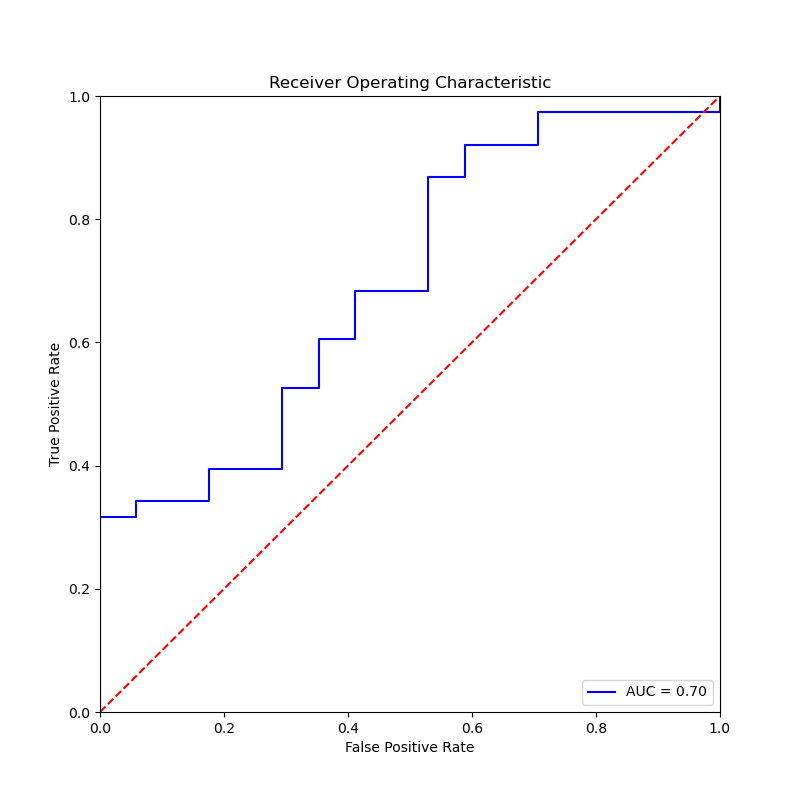 Receiver Operating Characteristic
1.0
0.8
0.6
0.4
0.2
0.0
True Positive Rate
AUC = 0.70
0.0 0.2 0.4 0.6 0.8 1.0
False Positive Rate